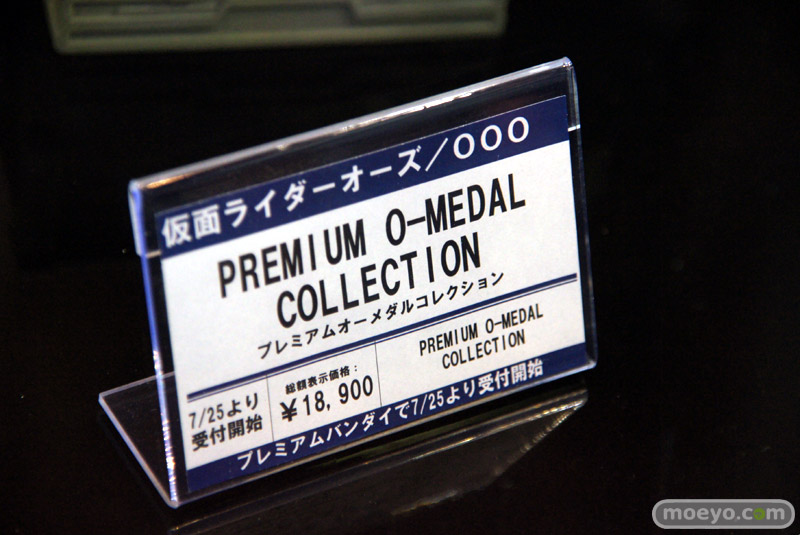 仮面ライダーオーズ/OOO
PREMIUM O-MEDAL
COLLECTION
プレミアムオーメダルコレクション
7/25より
受付開始
総額表示価格:
¥18,900
PREMIUM O-MEDAL
COLLECTION
プレミアムバンダイで7/25より受付開始
moeyo.com